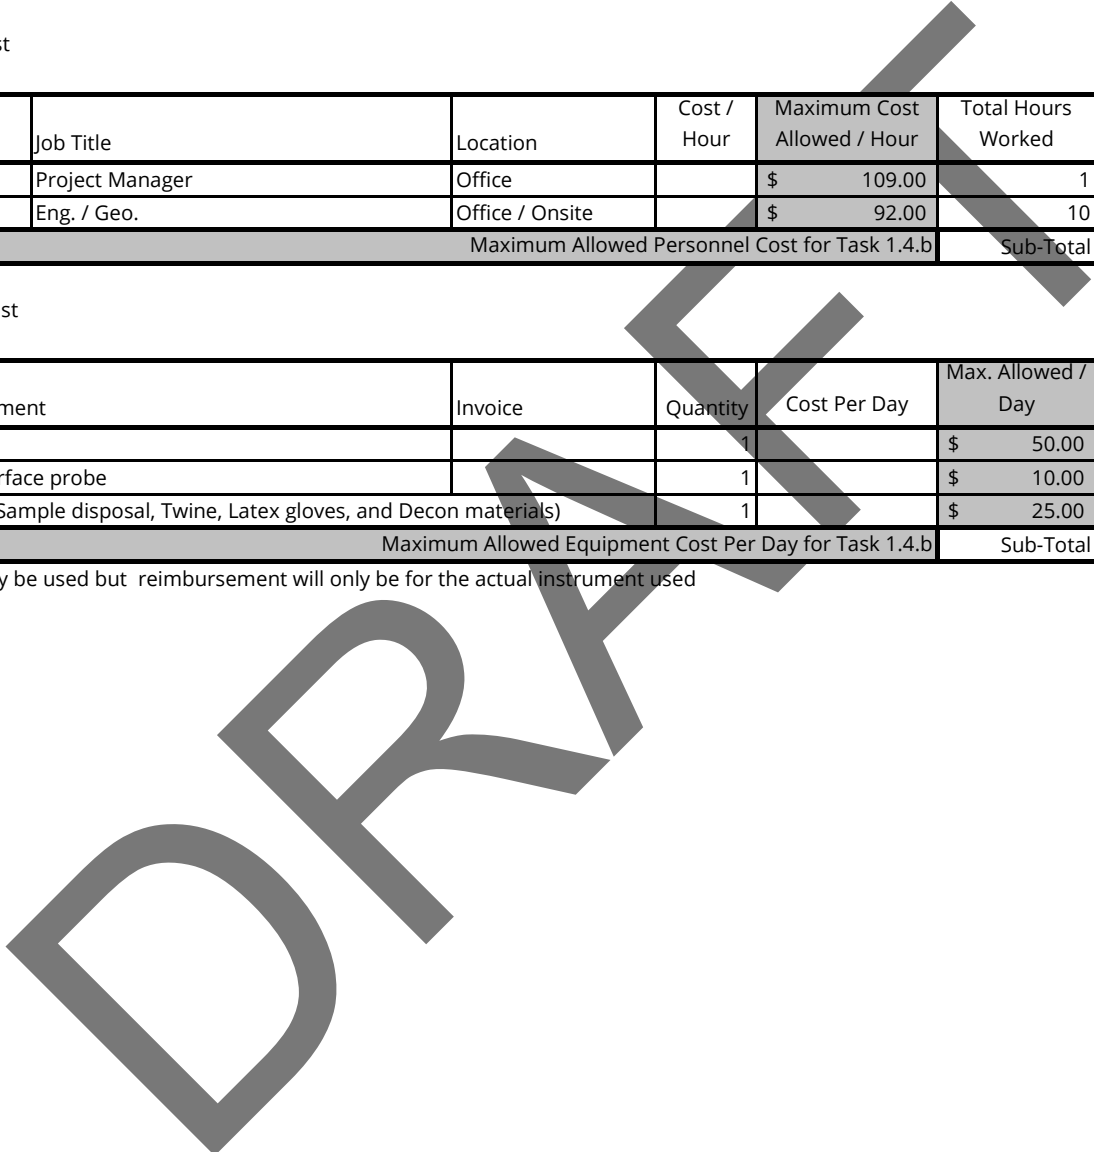 st
Cost / Maximum Cost Total Hours
Job Title Location Hour Allowed / Hour Worked
Project Manager Office $ 109.00 1
Eng. / Geo. Office / Onsite $ 92.00 10
Maximum Allowed Personnel Cost for Task 1.4.b Sub-Total
st
Max. Allowed /
ment Invoice Quantity Cost Per Day Day
1 $ 50.00
rface probe 1 $ 10.00
Sample disposal, Twine, Latex gloves, and Decon materials) 1 $ 25.00
Maximum Allowed Equipment Cost Per Day for Task 1.4.b Sub-Total
y be used but  reimbursement will only be for the actual instrument used
DRAFT